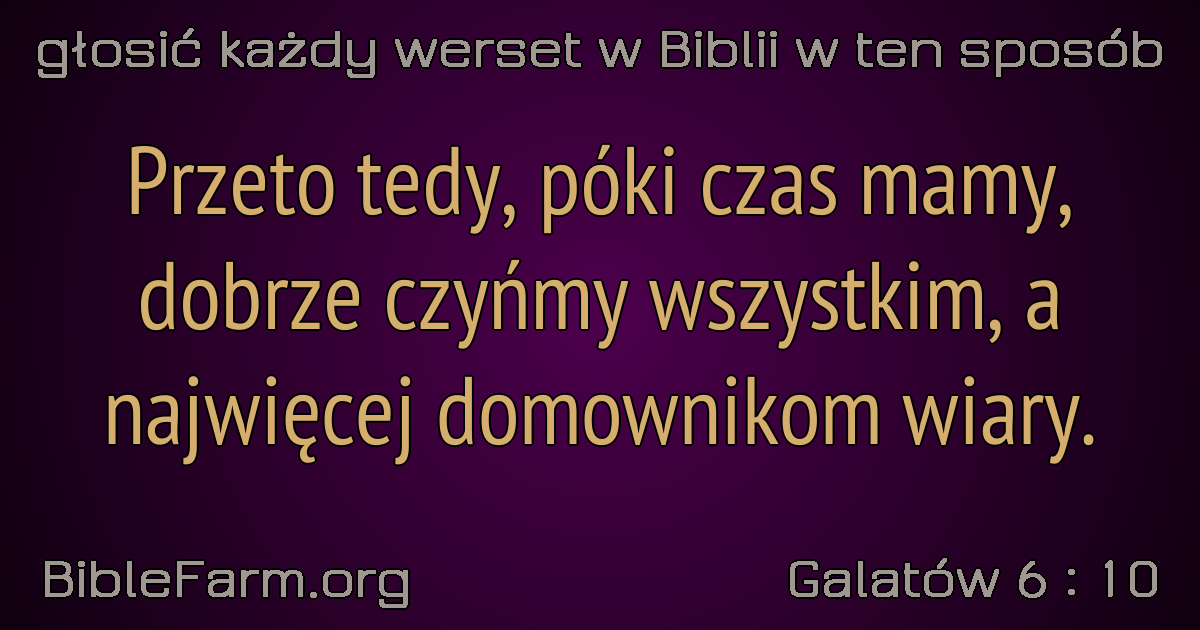 głosić każdy werset w Biblii w ten sposób
Przeto tedy, póki czas mamy,
dobrze czyńmy wszystkim, a
najwięcej domownikom wiary.
BibleFarm.org
Galatów 6 : 10